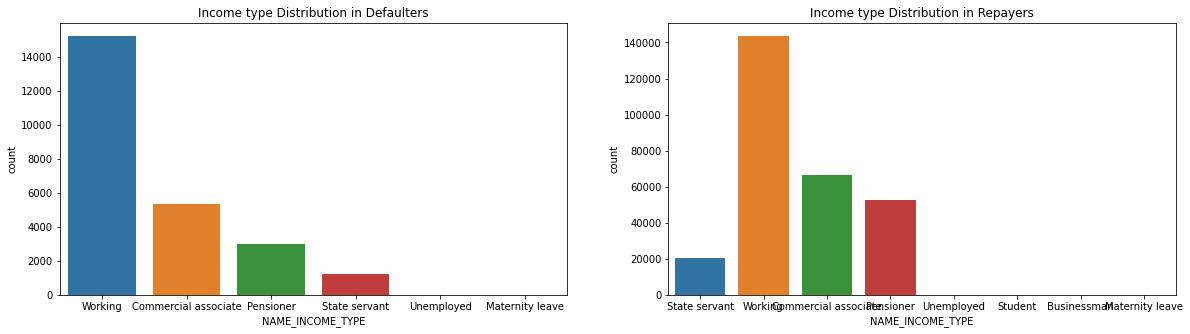 Income type Distribution in Defaulters
14000
12000
10000
8000
6000
4000
2000
0
count
Working Commercial associate Pensioner State servant Unemployed Maternity leave
NAME_INCOME_TYPE
Income type Distribution in Repayers
140000
120000
100000
80000
60000
40000
20000
0
count
State servant Working Commercial associate Pensioner Unemployed Student Businessman Maternity leave
NAME_INCOME_TYPE